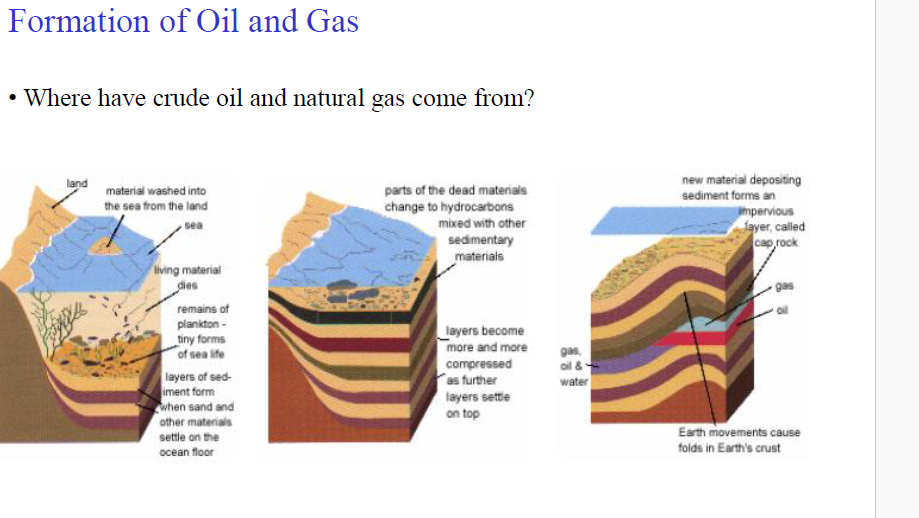 Formation of Oil and Gas
• Where have crude oil and natural gas come from?
land
material washed into
the sea from the land
sea
living material
dies
remains of
plankton -
tiny forms
of sea life
layers of sed-
iment form
when sand and
other materials
settle on the
ocean floor
parts of the dead materials
change to hydrocarbons
mixed with other
sedimentary
materials
layers become
more and more
compressed
as further
layers settle
on top
new material depositing
sediment forms an
impervious
layer, called
cap rock
gas
oil
gas,
oil &
water
Earth movements cause
folds in Earth's crust